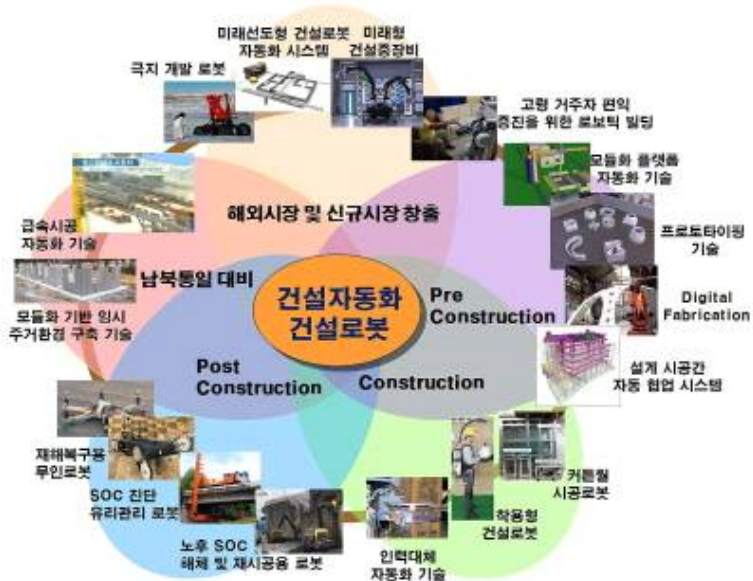 미래선도형 건설로봇
자동화 시스템
미래형
건설중장비
극지 개발 로봇
고령 거주자 편익
증진을 위한 로보틱 빌딩
모듈화 플랫폼
자동화 기술
급속시공
자동화 기술
해외시장 및 신규시장 창출
프로토타이핑
기술
남북통일 대비
건설자동화
건설로봇
Pre
Construction
Digital
Fabrication
모듈화 기반 임시
주거환경 구축 기술
Post
Construction
Construction
설계 시공간
자동 협업 시스템
재해복구용
무인로봇
SOC 진단
유리관리 로봇
커튼월
시공로봇
착용형
건설로봇
노후 SOC
해체 및 재시공용 로봇
인력대체
자동화 기술